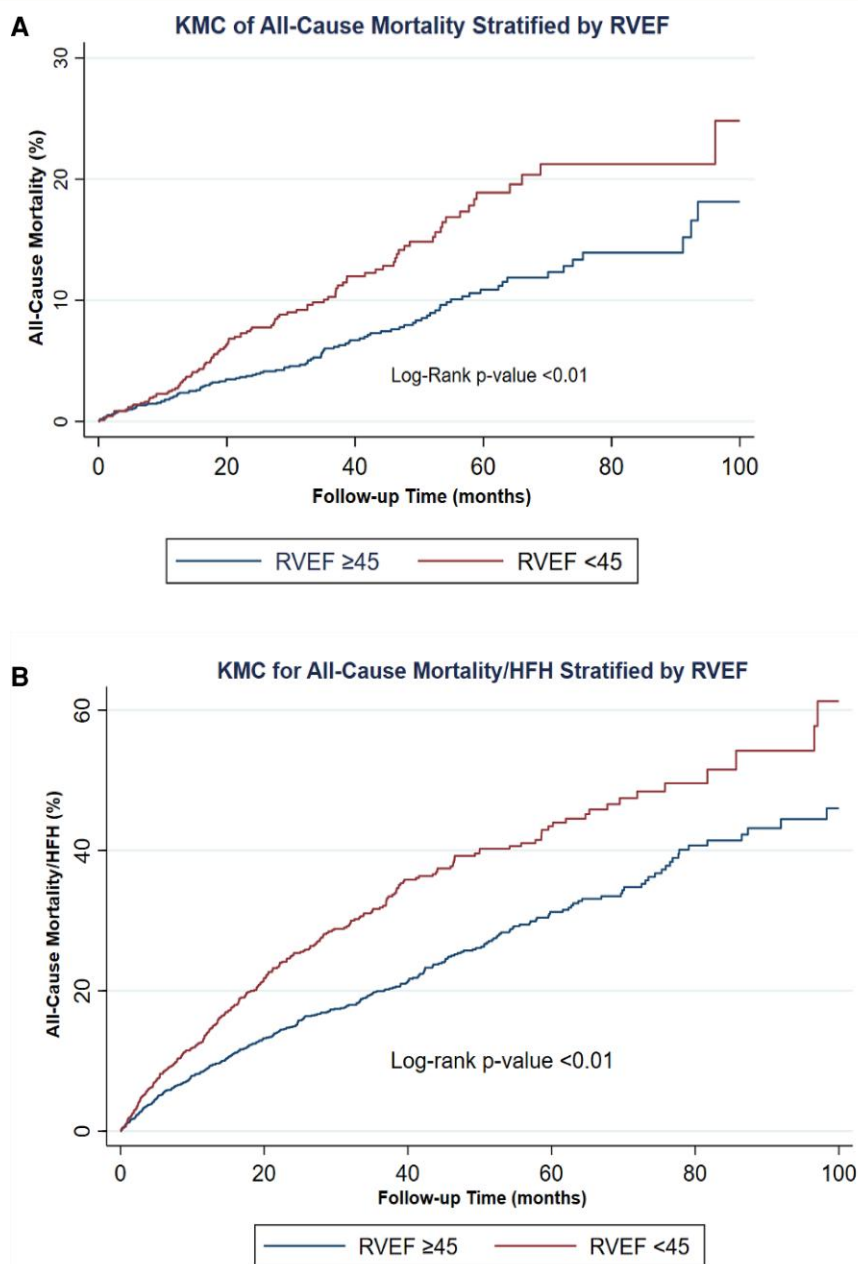 A
KMC of All-Cause Mortality Stratified by RVEF
All-Cause Mortality (%)
30
20
10
0
Log-Rank p-value <0.01
0 20 40 60 80 100
Follow-up Time (months)
RVEF ≥45 RVEF <45
B
KMC for All-Cause Mortality/HFH Stratified by RVEF
All-Cause Mortality/HFH (%)
60
40
20
0
Log-rank p-value <0.01
0 20 40 60 80 100
Follow-up Time (months)
RVEF ≥45 RVEF <45